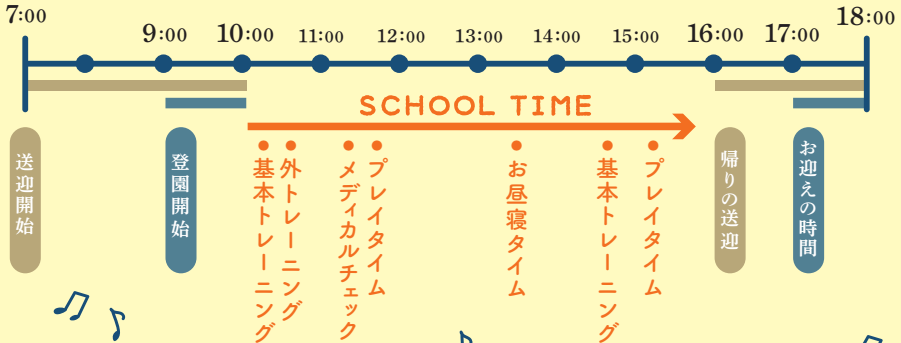 7:00
9:00
10:00
11:00
12:00
13:00
14:00
15:00
16:00
17:00
18:00
SCHOOL TIME
送迎開始
登園開始
基本トレーニング
外トレーニング
メディカルチェック
プレイタイム
お昼寝タイム
基本トレーニング
プレイタイム
帰りの送迎
お迎えの時間